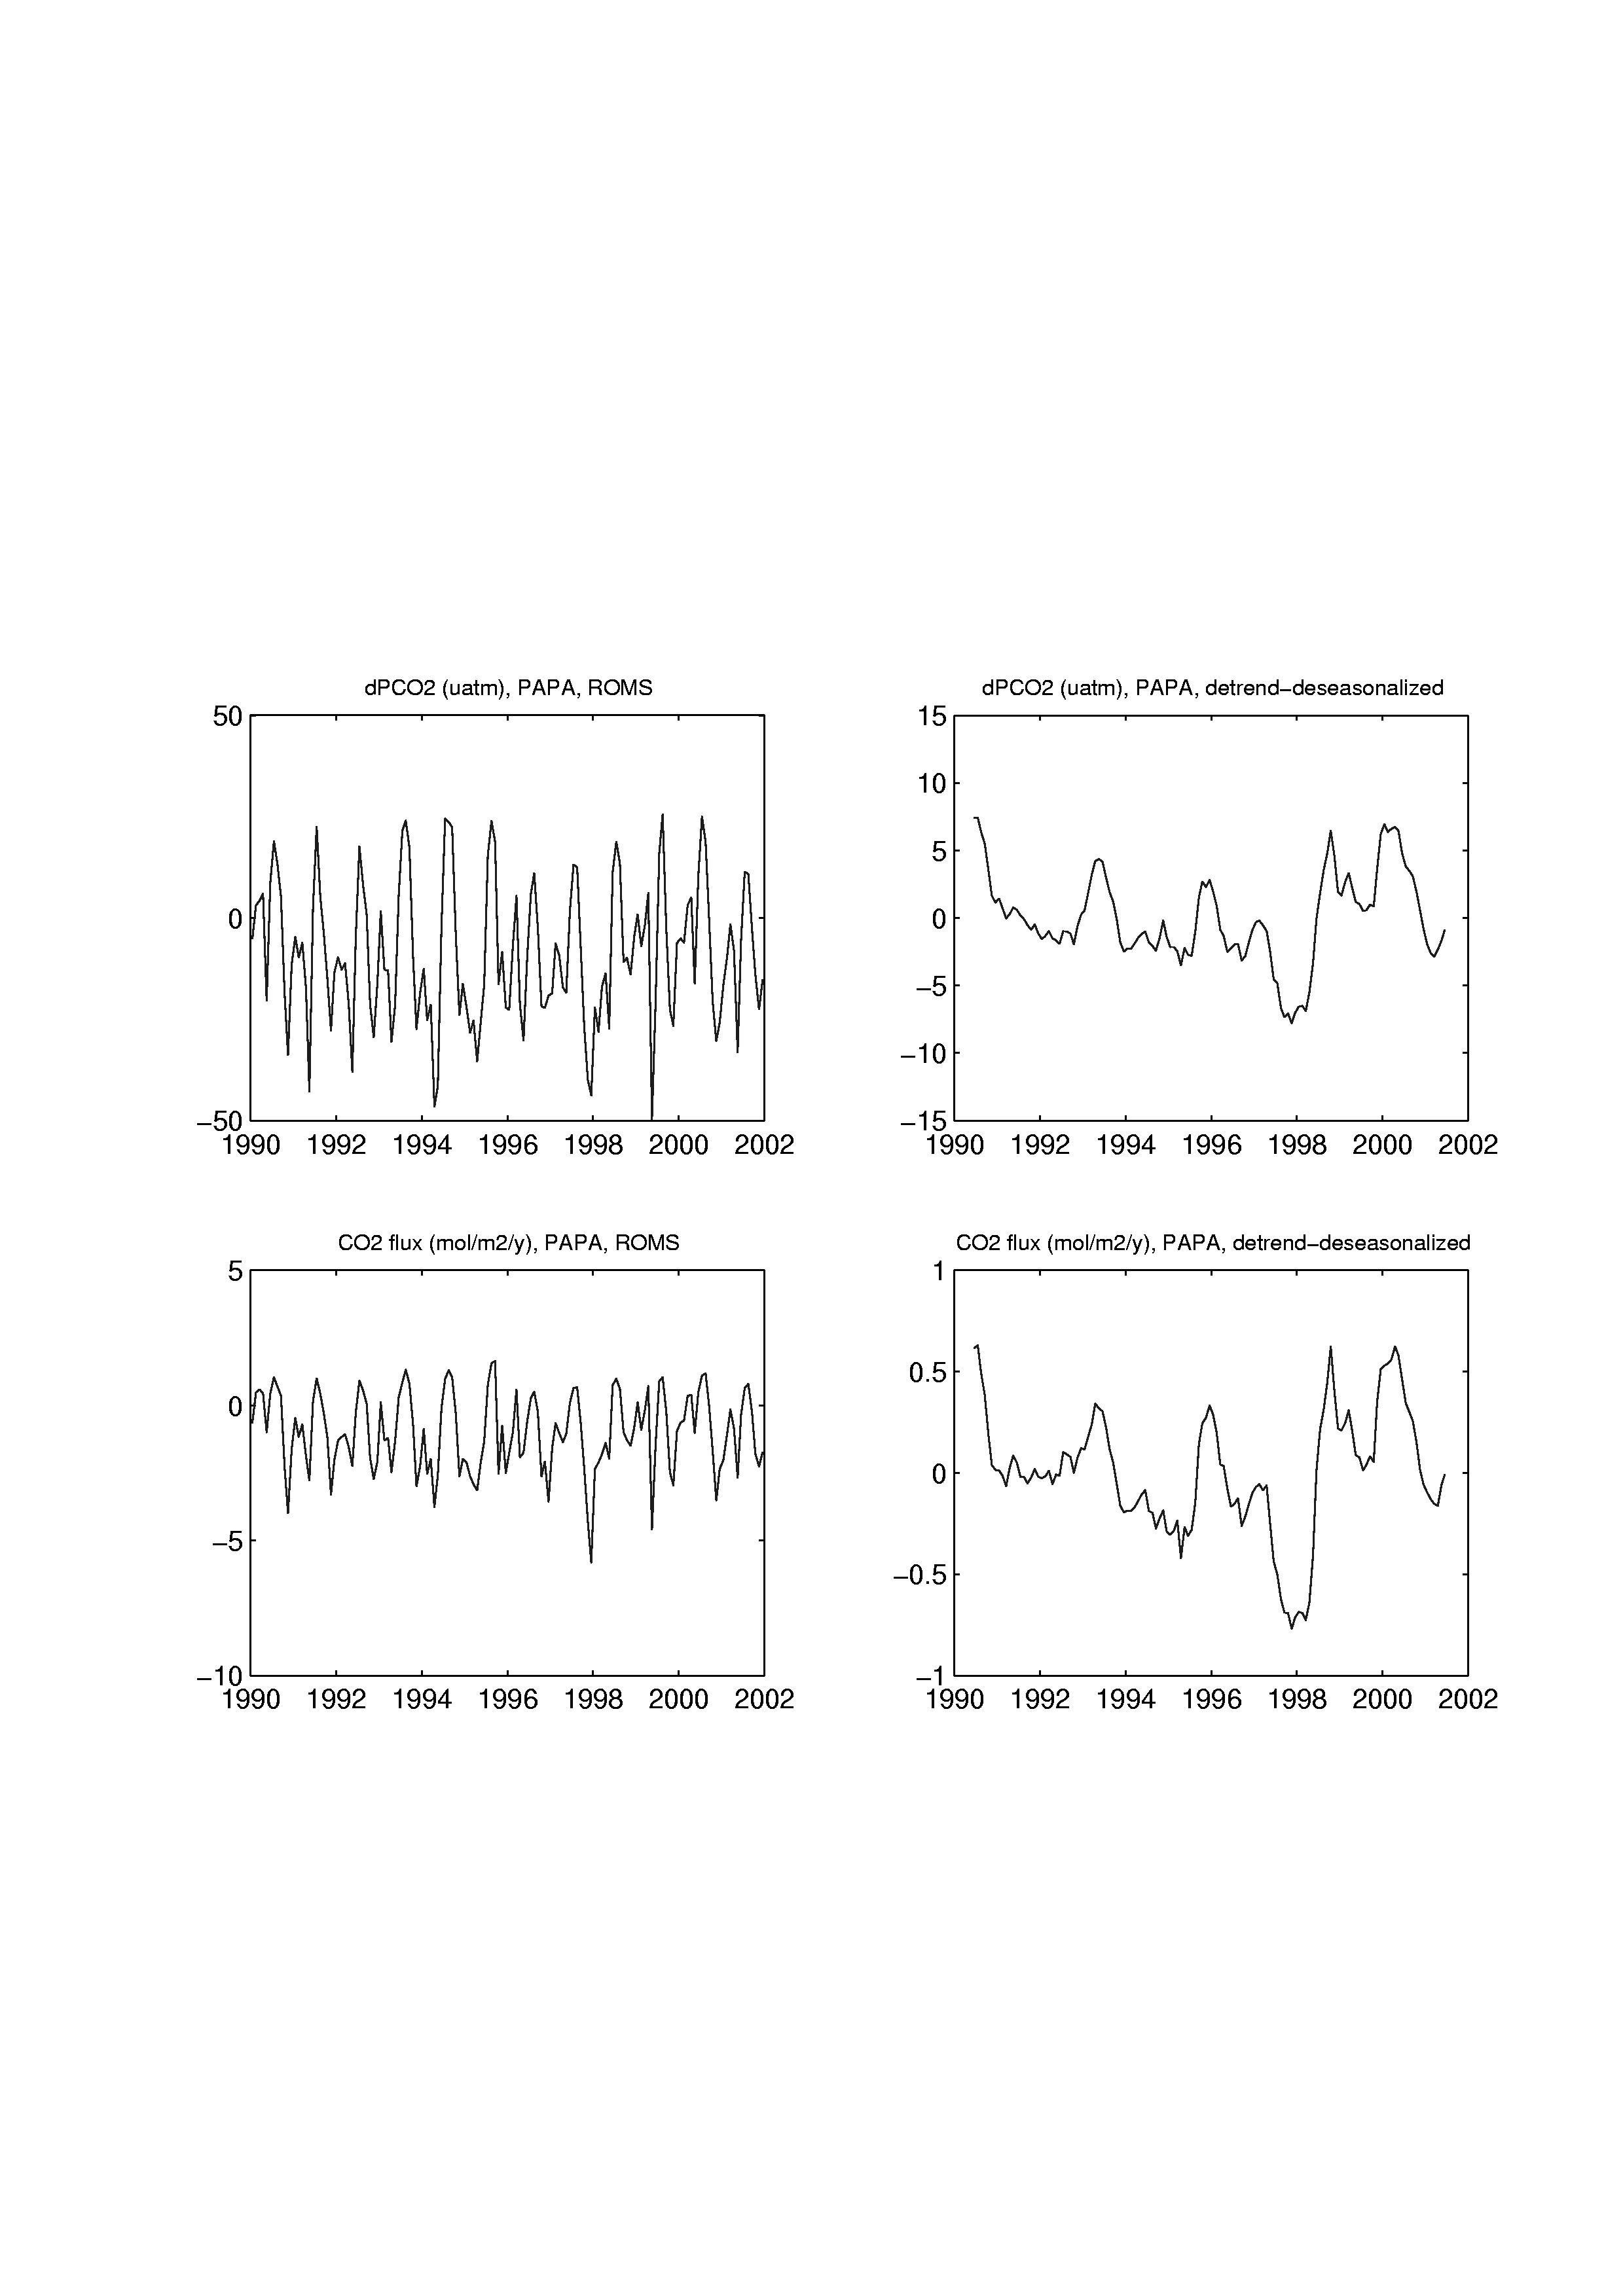 dPCO2 (uatm), PAPA, ROMS
50
0
−50
1990 1992 1994 1996 1998 2000 2002
dPCO2 (uatm), PAPA, detrend−deseasonalized
15
10
5
0
−5
−10
−15
1990 1992 1994 1996 1998 2000 2002
CO2 flux (mol/m2/y), PAPA, ROMS
5
0
−5
−10
1990 1992 1994 1996 1998 2000 2002
CO2 flux (mol/m2/y), PAPA, detrend−deseasonalized
1
0.5
0
−0.5
−1
1990 1992 1994 1996 1998 2000 2002